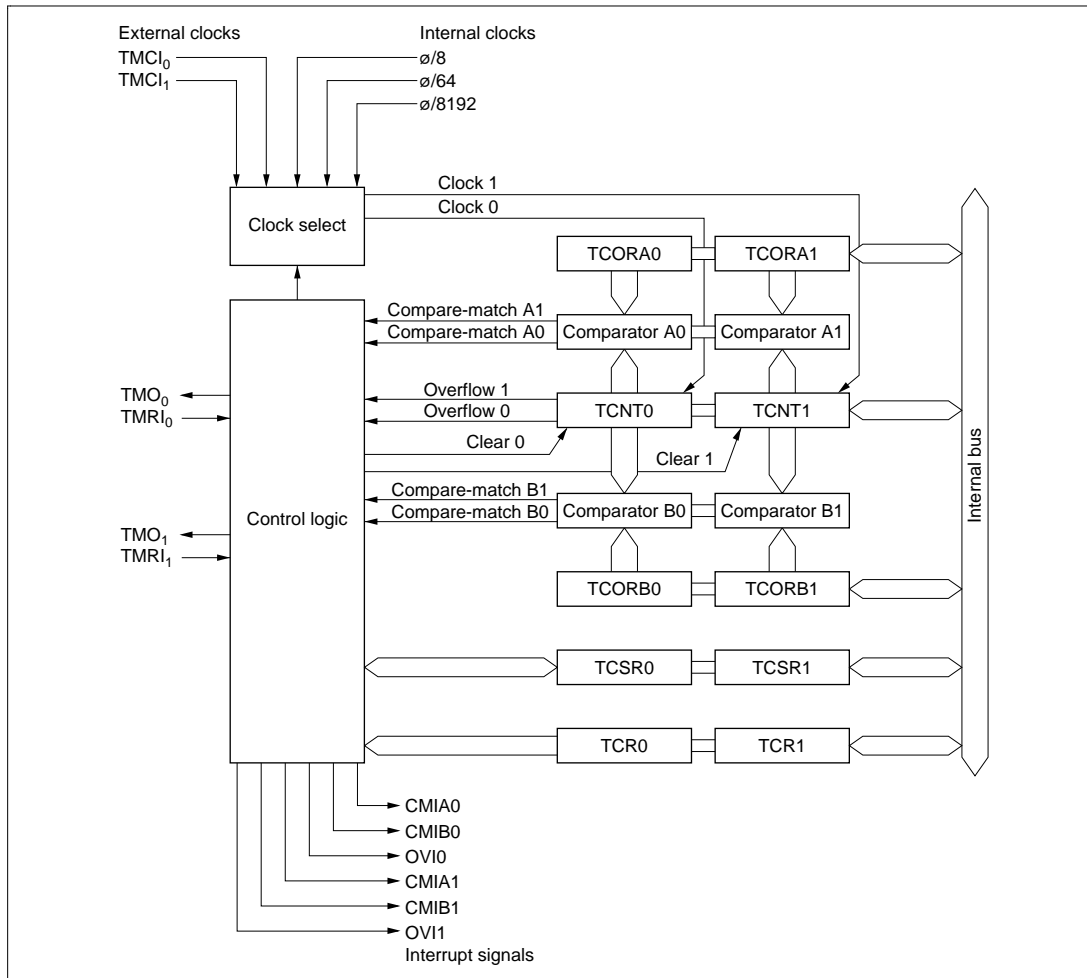 External clocks
Internal clocks
TMCI₀
TMCI₁
ø/8
ø/64
ø/8192
Clock 1
Clock 0
Clock select
TCORA0
TCORA1
Compare-match A1
Compare-match A0
Comparator A0
Comparator A1
TMO₀
TMRI₀
Overflow 1
Overflow 0
TCNT0
TCNT1
Clear 0
Clear 1
Compare-match B1
Compare-match B0
Comparator B0
Comparator B1
Control logic
TMO₁
TMRI₁
TCORB0
TCORB1
Internal bus
TCSR0
TCSR1
TCR0
TCR1
CMIA0
CMIB0
OVI0
CMIA1
CMIB1
OVI1
Interrupt signals